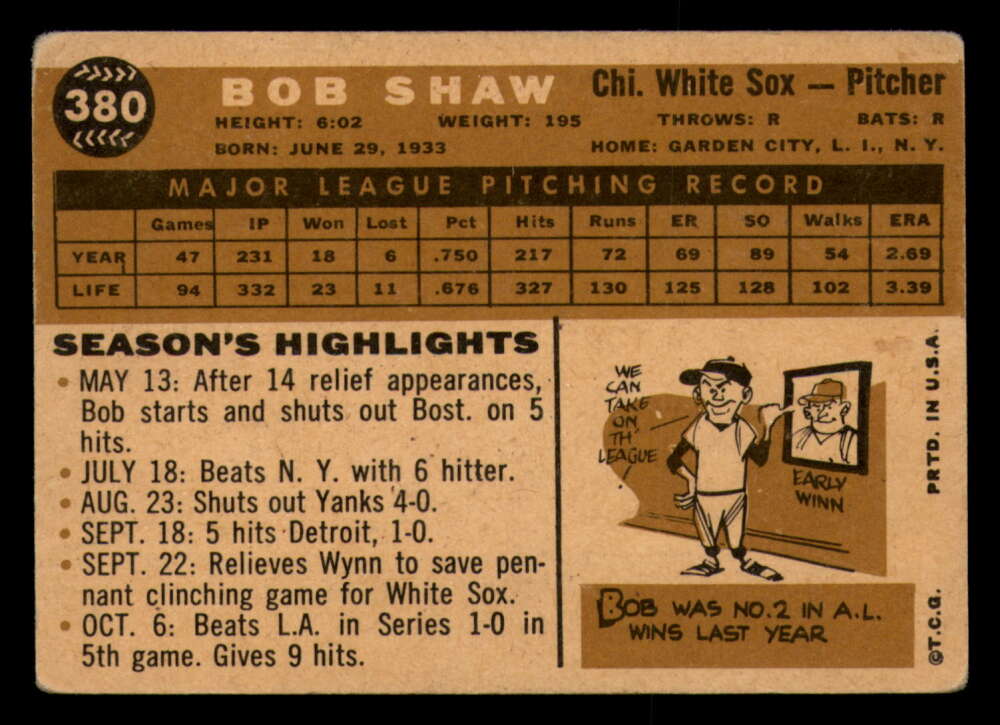 380
BOB SHAW
Chi. White Sox — Pitcher
HEIGHT: 6:02 WEIGHT: 195 THROWS: R BATS: R
BORN: JUNE 29, 1933 HOME: GARDEN CITY, L. I., N. Y.
MAJOR LEAGUE PITCHING RECORD
Games IP Won Lost Pct Hits Runs ER SO Walks ERA
YEAR 47 231 18 6 .750 217 72 69 89 54 2.69
LIFE 94 332 23 11 .676 327 130 125 128 102 3.39
SEASON'S HIGHLIGHTS
• MAY 13: After 14 relief appearances,
Bob starts and shuts out Bost. on 5
hits.
• JULY 18: Beats N. Y. with 6 hitter.
• AUG. 23: Shuts out Yanks 4-0.
• SEPT. 18: 5 hits Detroit, 1-0.
• SEPT. 22: Relieves Wynn to save pen-
nant clinching game for White Sox.
• OCT. 6: Beats L.A. in Series 1-0 in
5th game. Gives 9 hits.
WE
CAN
TAKE
ON
TH'
LEAGUE
EARLY
WINN
BOB WAS NO. 2 IN A.L.
WINS LAST YEAR
PRTD. IN U.S.A.
©T.C.G.